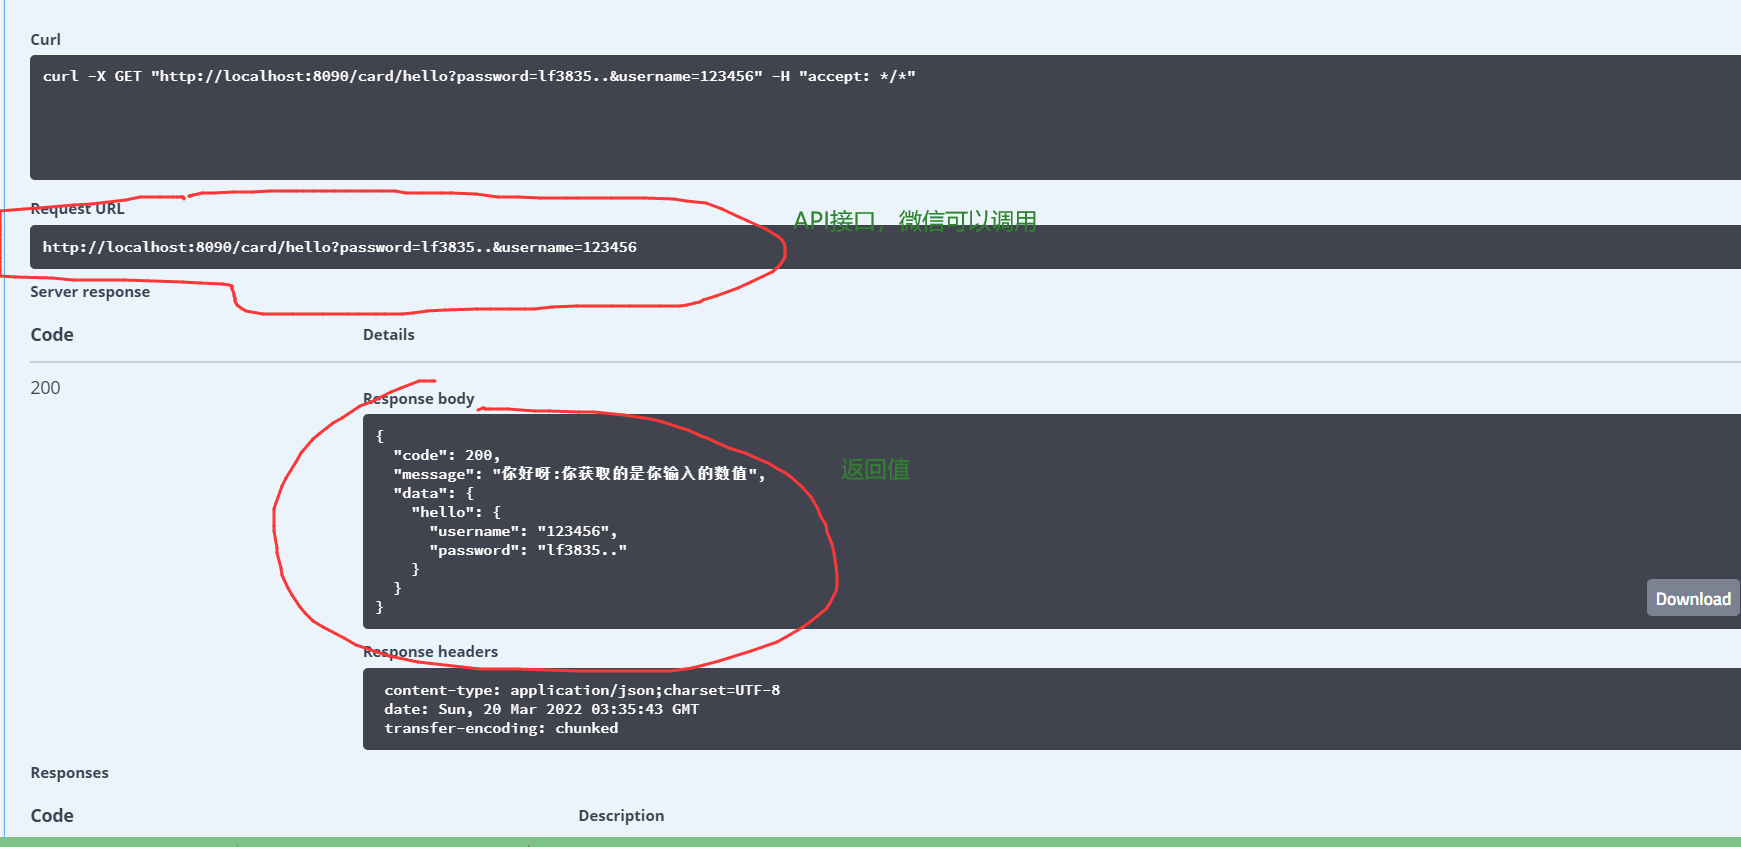 Curl
curl -X GET "http://localhost:8090/card/hello?password=lf3835..&username=123456" -H "accept: */*"
Request URL
API接口，微信可以调用
http://localhost:8090/card/hello?password=lf3835..&username=123456
Server response
Code Details
200
Response body
{
"code": 200,
"message": "你好呀:你获取的是你输入的数值",
返回值
"data": {
"hello": {
"username": "123456",
"password": "lf3835.."
}
}
}
Download
Response headers
content-type: application/json;charset=UTF-8
date: Sun, 20 Mar 2022 03:35:43 GMT
transfer-encoding: chunked
Responses
Code Description